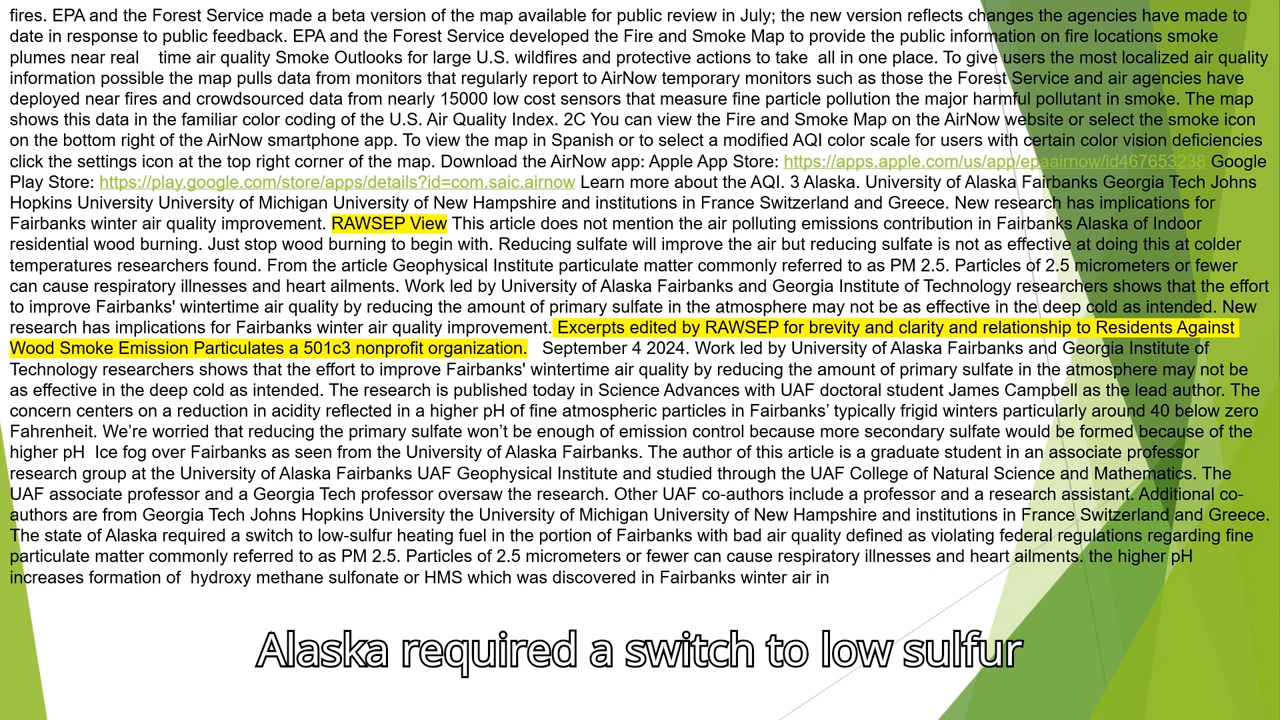 fires. EPA and the Forest Service made a beta version of the map available for public review in July; the new version reflects changes the agencies have made to
date in response to public feedback. EPA and the Forest Service developed the Fire and Smoke Map to provide the public information on fire locations smoke
plumes near real    time air quality Smoke Outlooks for large U.S. wildfires and protective actions to take  all in one place. To give users the most localized air quality
information possible the map pulls data from monitors that regularly report to AirNow temporary monitors such as those the Forest Service and air agencies have
deployed near fires and crowdsourced data from nearly 15000 low cost sensors that measure fine particle pollution the major harmful pollutant in smoke. The map
shows this data in the familiar color coding of the U.S. Air Quality Index. 2C You can view the Fire and Smoke Map on the AirNow website or select the smoke icon
on the bottom right of the AirNow smartphone app. To view the map in Spanish or to select a modified AQI color scale for users with certain color vision deficiencies
click the settings icon at the top right corner of the map. Download the AirNow app: Apple App Store: https://apps.apple.com/us/app/epaairnow/id467653238 Google
Play Store: https://play.google.com/store/apps/details?id=com.saic.airnow Learn more about the AQI. 3 Alaska. University of Alaska Fairbanks Georgia Tech Johns
Hopkins University University of Michigan University of New Hampshire and institutions in France Switzerland and Greece. New research has implications for
Fairbanks winter air quality improvement. RAWSEP View This article does not mention the air polluting emissions contribution in Fairbanks Alaska of Indoor
residential wood burning. Just stop wood burning to begin with. Reducing sulfate will improve the air but reducing sulfate is not as effective at doing this at colder
temperatures researchers found. From the article Geophysical Institute particulate matter commonly referred to as PM 2.5. Particles of 2.5 micrometers or fewer
can cause respiratory illnesses and heart ailments. Work led by University of Alaska Fairbanks and Georgia Institute of Technology researchers shows that the effort
to improve Fairbanks' wintertime air quality by reducing the amount of primary sulfate in the atmosphere may not be as effective in the deep cold as intended. New
research has implications for Fairbanks winter air quality improvement. Excerpts edited by RAWSEP for brevity and clarity and relationship to Residents Against
Wood Smoke Emission Particulates a 501c3 nonprofit organization.   September 4 2024. Work led by University of Alaska Fairbanks and Georgia Institute of
Technology researchers shows that the effort to improve Fairbanks' wintertime air quality by reducing the amount of primary sulfate in the atmosphere may not be
as effective in the deep cold as intended. The research is published today in Science Advances with UAF doctoral student James Campbell as the lead author. The
concern centers on a reduction in acidity reflected in a higher pH of fine atmospheric particles in Fairbanks’ typically frigid winters particularly around 40 below zero
Fahrenheit. We’re worried that reducing the primary sulfate won’t be enough of emission control because more secondary sulfate would be formed because of the
higher pH  Ice fog over Fairbanks as seen from the University of Alaska Fairbanks. The author of this article is a graduate student in an associate professor
research group at the University of Alaska Fairbanks UAF Geophysical Institute and studied through the UAF College of Natural Science and Mathematics. The
UAF associate professor and a Georgia Tech professor oversaw the research. Other UAF co-authors include a professor and a research assistant. Additional co-
authors are from Georgia Tech Johns Hopkins University the University of Michigan University of New Hampshire and institutions in France Switzerland and Greece.
The state of Alaska required a switch to low-sulfur heating fuel in the portion of Fairbanks with bad air quality defined as violating federal regulations regarding fine
particulate matter commonly referred to as PM 2.5. Particles of 2.5 micrometers or fewer can cause respiratory illnesses and heart ailments. the higher pH
increases formation of  hydroxy methane sulfonate or HMS which was discovered in Fairbanks winter air in
Alaska required a switch to low sulfur